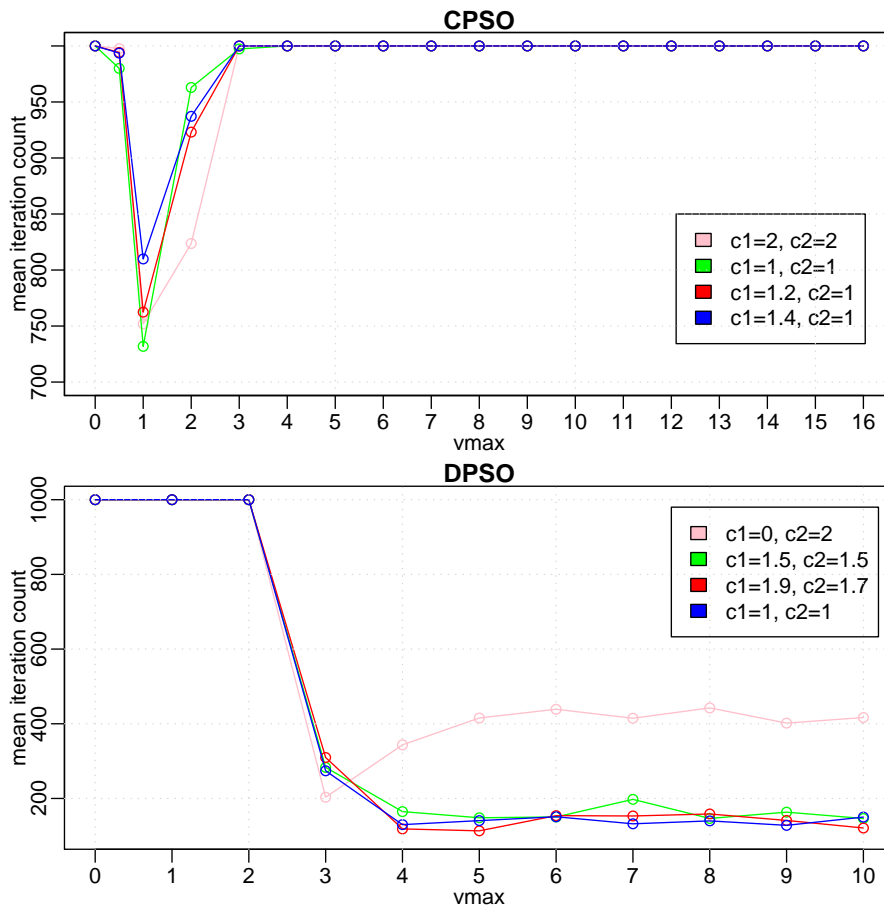 CPSO
mean iteration count
950
900
850
800
750
700
c1=2, c2=2
c1=1, c2=1
c1=1.2, c2=1
c1=1.4, c2=1
0 1 2 3 4 5 6 7 8 9 10 11 12 13 14 15 16
vmax
DPSO
mean iteration count
1000
800
600
400
200
c1=0, c2=2
c1=1.5, c2=1.5
c1=1.9, c2=1.7
c1=1, c2=1
0 1 2 3 4 5 6 7 8 9 10
vmax